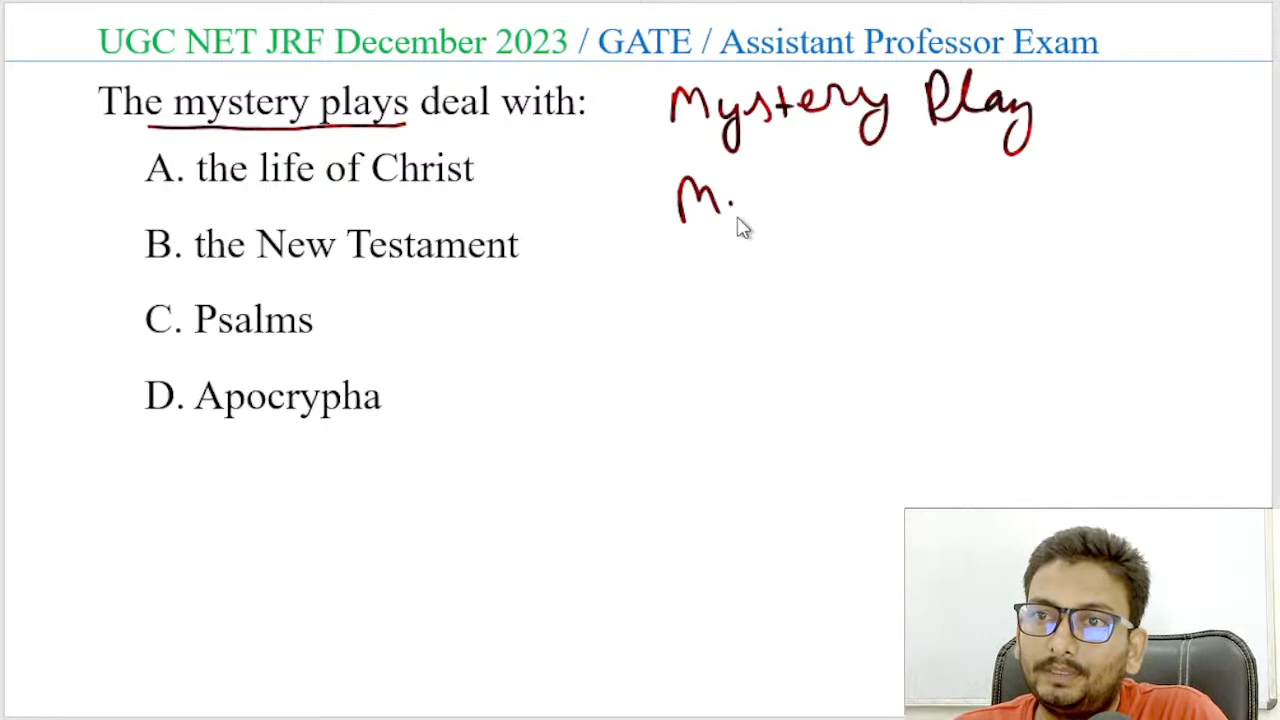 UGC NET JRF December 2023 / GATE / Assistant Professor Exam
The mystery plays deal with:
Mystery Play
A. the life of Christ
M.
B. the New Testament
C. Psalms
D. Apocrypha